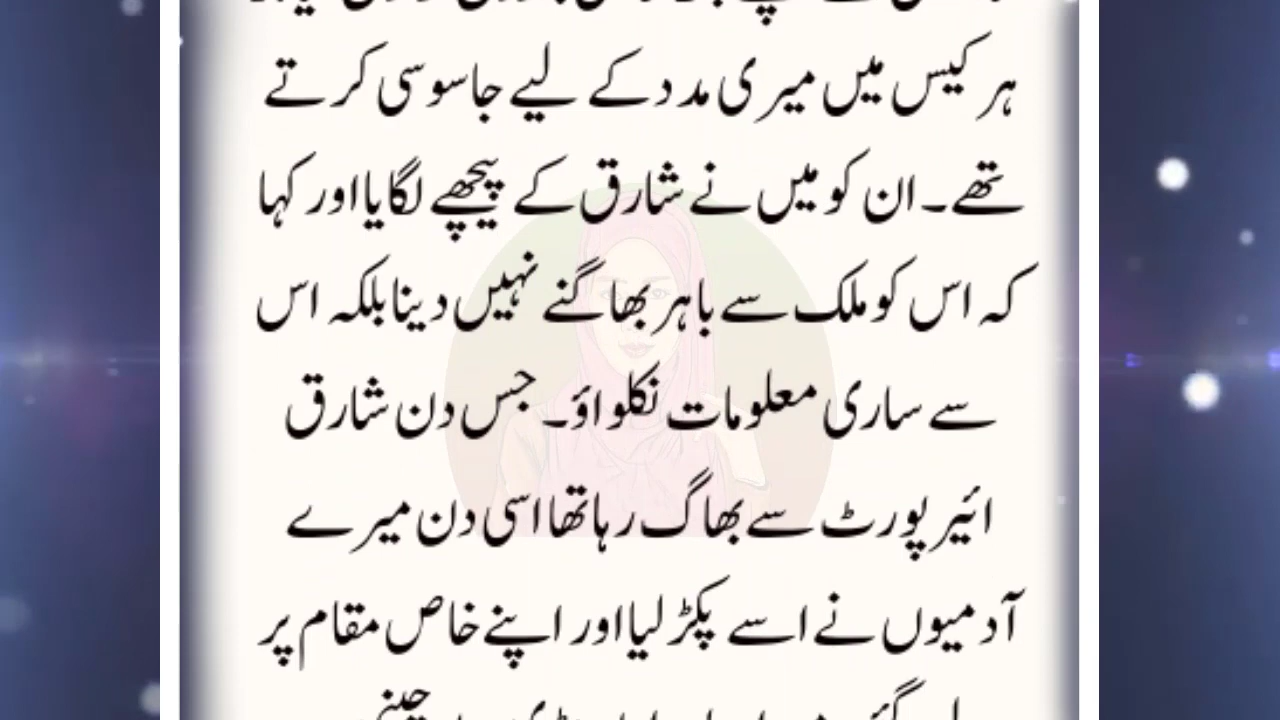 ہر کیس میں میری مدد کے لیے جاسوسی کرتے
تھے۔ ان کو میں نے شارق کے پیچھے لگایا اور کہا
کہ اس کو ملک سے باہر بھاگنے نہیں دینا بلکہ اس
سے ساری معلومات نکلواؤ۔ جس دن شارق
ائیرپورٹ سے بھاگ رہا تھا اسی دن میرے
آدمیوں نے اسے پکڑ لیا اور اپنے خاص مقام پر